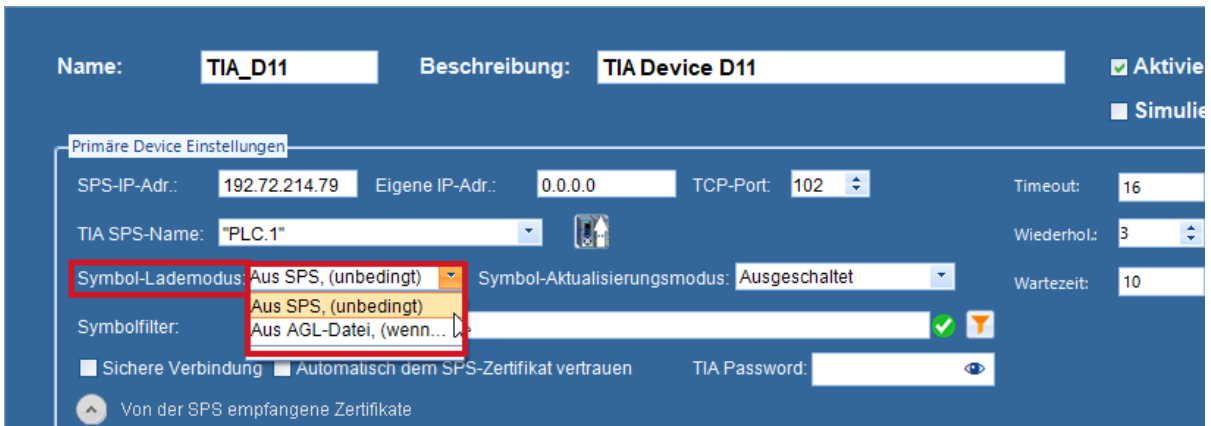 Name: TIA_D11 Beschreibung: TIA Device D11 Aktivie
Simulie
Primäre Device Einstellungen
SPS-IP-Adr.: 192.72.214.79 Eigene IP-Adr.: 0.0.0.0 TCP-Port: 102 Timeout: 16
TIA SPS-Name: "PLC.1" Wiederhol.: 3
Symbol-Lademodus: Aus SPS, (unbedingt) Symbol-Aktualisierungsmodus: Ausgeschaltet Wartezeit: 10
Aus SPS, (unbedingt)
Symbolfilter: Aus AGL-Datei, (wenn...
Sichere Verbindung Automatisch dem SPS-Zertifikat vertrauen TIA Password:
Von der SPS empfangene Zertifikate